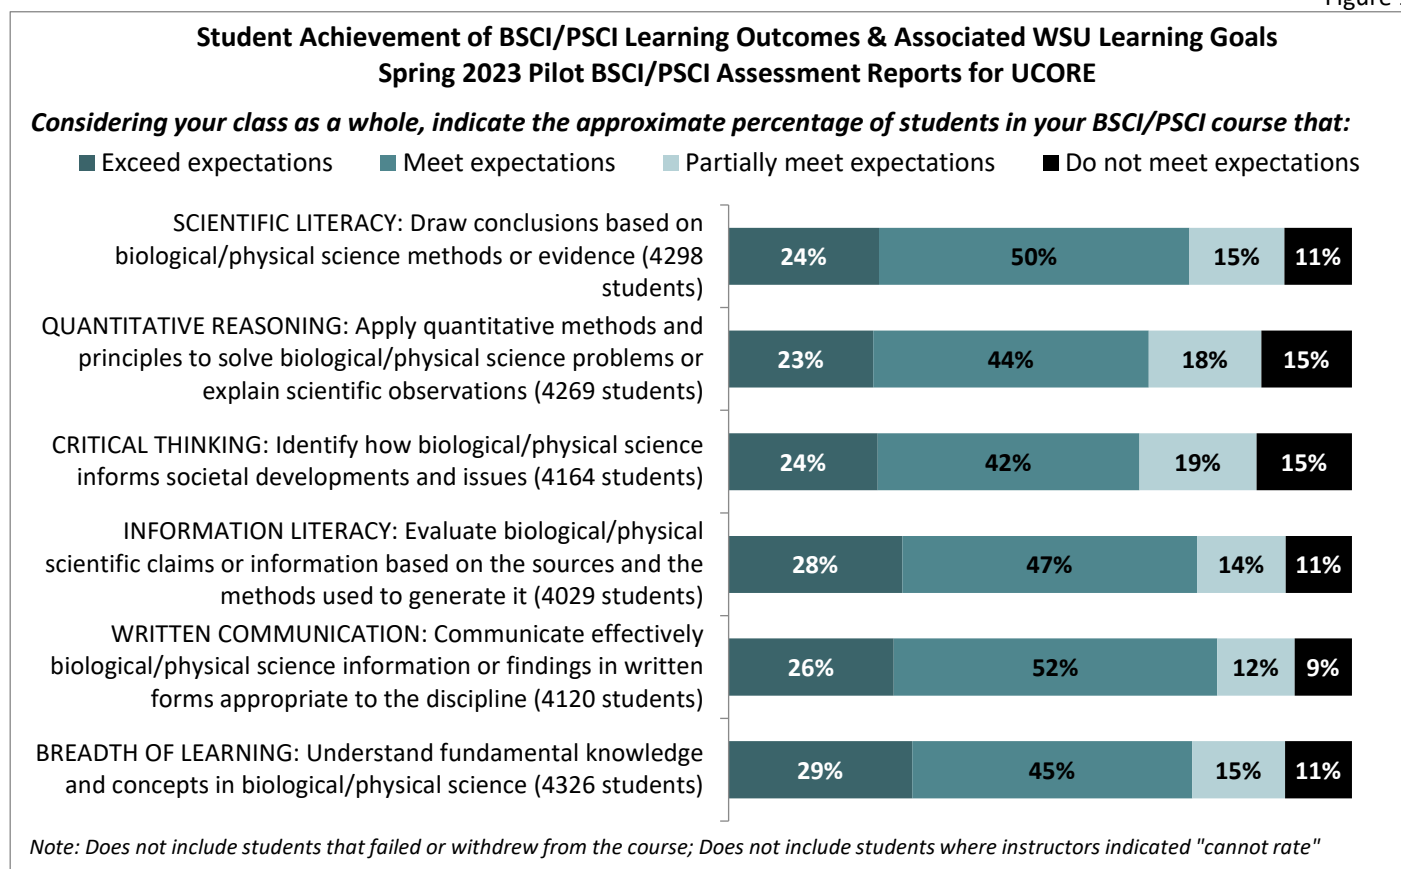 Student Achievement of BSCI/PSCI Learning Outcomes & Associated WSU Learning Goals
Spring 2023 Pilot BSCI/PSCI Assessment Reports for UCORE
Considering your class as a whole, indicate the approximate percentage of students in your BSCI/PSCI course that:
Exceed expectations Meet expectations Partially meet expectations Do not meet expectations
SCIENTIFIC LITERACY: Draw conclusions based on
biological/physical science methods or evidence (4298
students)
24% 50% 15% 11%
QUANTITATIVE REASONING: Apply quantitative methods and
principles to solve biological/physical science problems or
explain scientific observations (4269 students)
23% 44% 18% 15%
CRITICAL THINKING: Identify how biological/physical science
informs societal developments and issues (4164 students)
24% 42% 19% 15%
INFORMATION LITERACY: Evaluate biological/physical
scientific claims or information based on the sources and the
methods used to generate it (4029 students)
28% 47% 14% 11%
WRITTEN COMMUNICATION: Communicate effectively
biological/physical science information or findings in written
forms appropriate to the discipline (4120 students)
26% 52% 12% 9%
BREADTH OF LEARNING: Understand fundamental knowledge
and concepts in biological/physical science (4326 students)
29% 45% 15% 11%
Note: Does not include students that failed or withdrew from the course; Does not include students where instructors indicated "cannot rate"